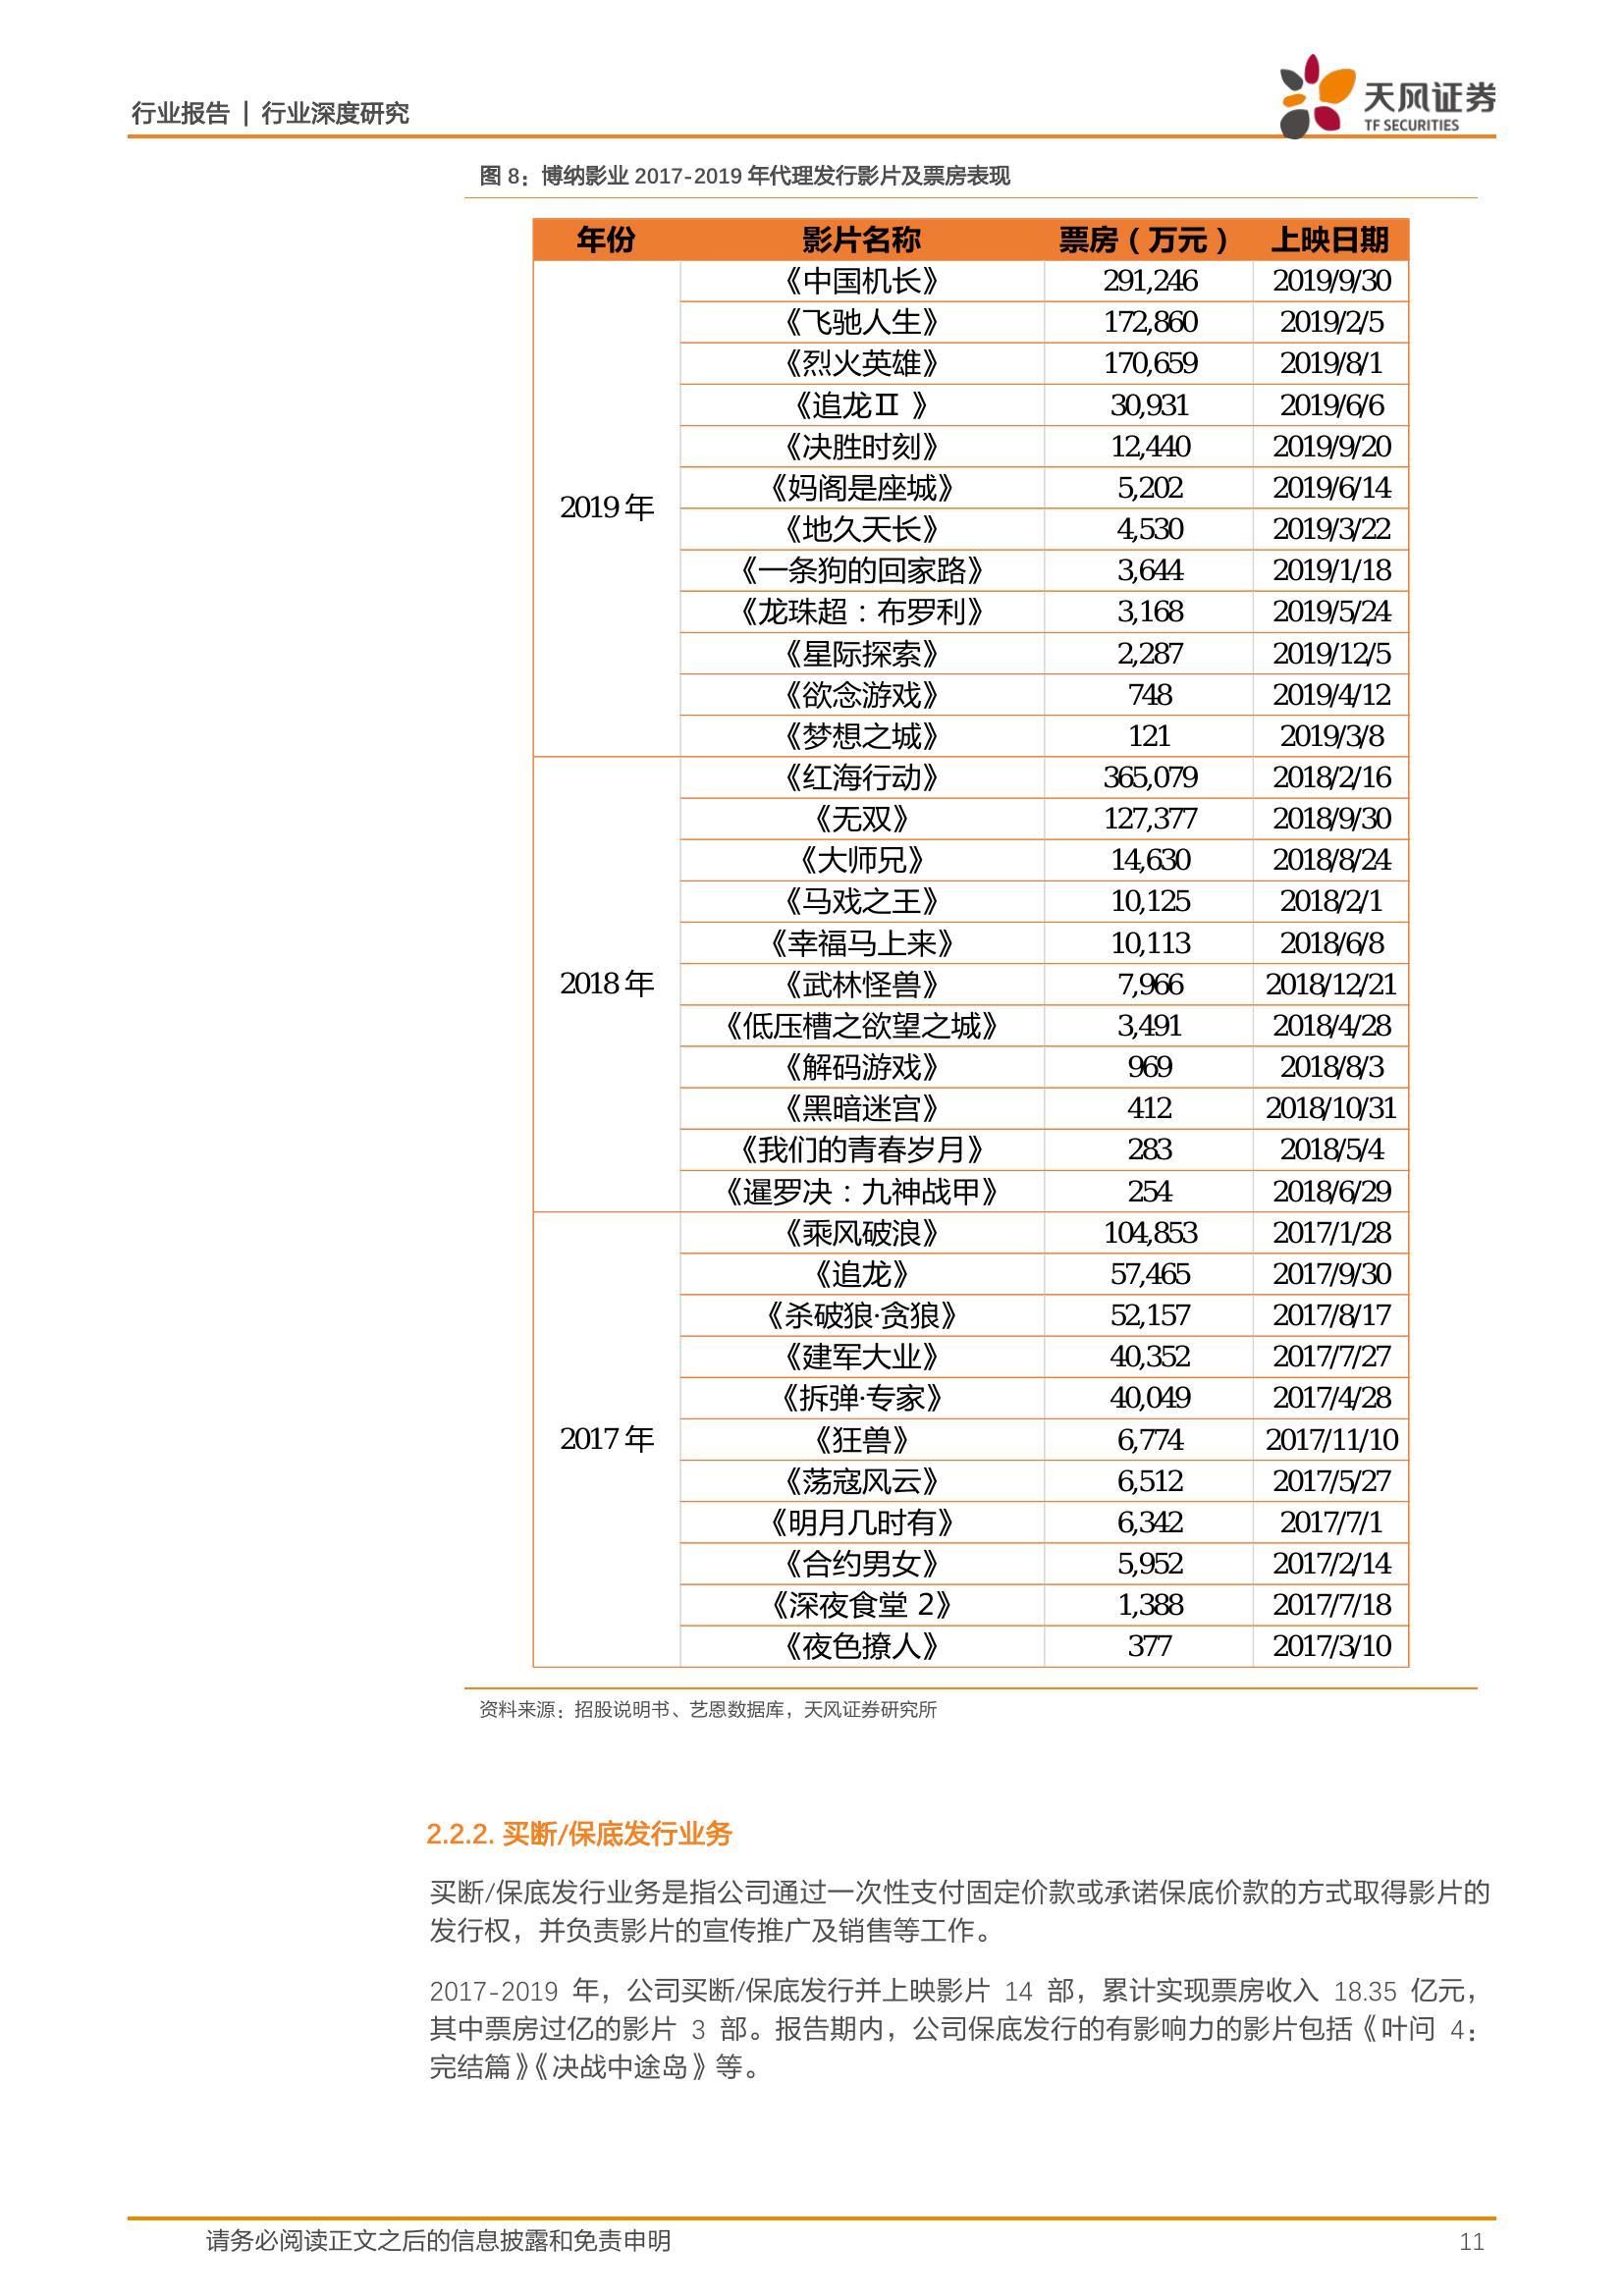 行业报告 | 行业深度研究
天风证券
TF SECURITIES
图 8：博纳影业 2017-2019 年代理发行影片及票房表现
年份 影片名称 票房（万元） 上映日期
2019 年
《中国机长》 291,246 2019/9/30
《飞驰人生》 172,860 2019/2/5
《烈火英雄》 170,659 2019/8/1
《追龙Ⅱ 》 30,931 2019/6/6
《决胜时刻》 12,440 2019/9/20
《妈阁是座城》 5,202 2019/6/14
《地久天长》 4,530 2019/3/22
《一条狗的回家路》 3,644 2019/1/18
《龙珠超：布罗利》 3,168 2019/5/24
《星际探索》 2,287 2019/12/5
《欲念游戏》 748 2019/4/12
《梦想之城》 121 2019/3/8
2018 年
《红海行动》 365,079 2018/2/16
《无双》 127,377 2018/9/30
《大师兄》 14,630 2018/8/24
《马戏之王》 10,125 2018/2/1
《幸福马上来》 10,113 2018/6/8
《武林怪兽》 7,966 2018/12/21
《低压槽之欲望之城》 3,491 2018/4/28
《解码游戏》 969 2018/8/3
《黑暗迷宫》 412 2018/10/31
《我们的青春岁月》 283 2018/5/4
《暹罗决：九神战甲》 254 2018/6/29
2017 年
《乘风破浪》 104,853 2017/1/28
《追龙》 57,465 2017/9/30
《杀破狼·贪狼》 52,157 2017/8/17
《建军大业》 40,352 2017/7/27
《拆弹·专家》 40,049 2017/4/28
《狂兽》 6,774 2017/11/10
《荡寇风云》 6,512 2017/5/27
《明月几时有》 6,342 2017/7/1
《合约男女》 5,952 2017/2/14
《深夜食堂 2》 1,388 2017/7/18
《夜色撩人》 377 2017/3/10
资料来源：招股说明书、艺恩数据库，天风证券研究所
2.2.2. 买断/保底发行业务
买断/保底发行业务是指公司通过一次性支付固定价款或承诺保底价款的方式取得影片的
发行权，并负责影片的宣传推广及销售等工作。
2017-2019 年，公司买断/保底发行并上映影片 14 部，累计实现票房收入 18.35 亿元，
其中票房过亿的影片 3 部。报告期内，公司保底发行的有影响力的影片包括《叶问 4：
完结篇》《决战中途岛》等。
请务必阅读正文之后的信息披露和免责申明 11